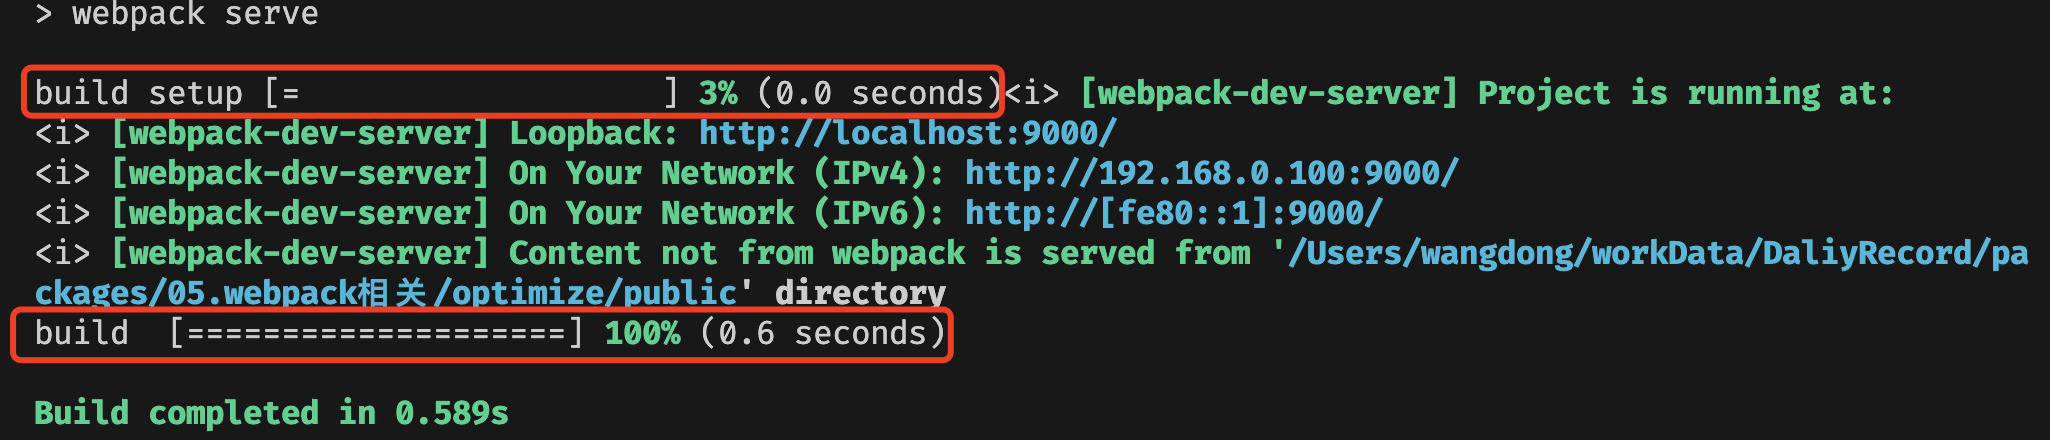 > webpack serve
build setup [=                   ] 3% (0.0 seconds)<i> [webpack-dev-server] Project is running at:
<i> [webpack-dev-server] Loopback: http://localhost:9000/
<i> [webpack-dev-server] On Your Network (IPv4): http://192.168.0.100:9000/
<i> [webpack-dev-server] On Your Network (IPv6): http://[fe80::1]:9000/
<i> [webpack-dev-server] Content not from webpack is served from '/Users/wangdong/workData/DaliyRecord/pa
ckages/05.webpack相关/optimize/public' directory
build  [====================] 100% (0.6 seconds)
Build completed in 0.589s